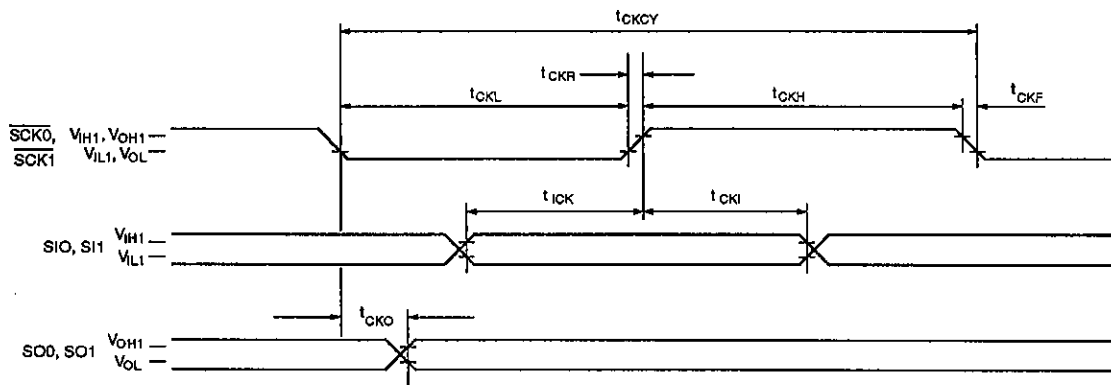 tCKCY
tCKR
tCKL
tCKH
tCKF
SCK0, VIH1, VOH1
SCK1 VIL1, VOL
tICK
tCKI
SI0, SI1 VIH1
VIL1
tCKO
SO0, SO1 VOH1
VOL